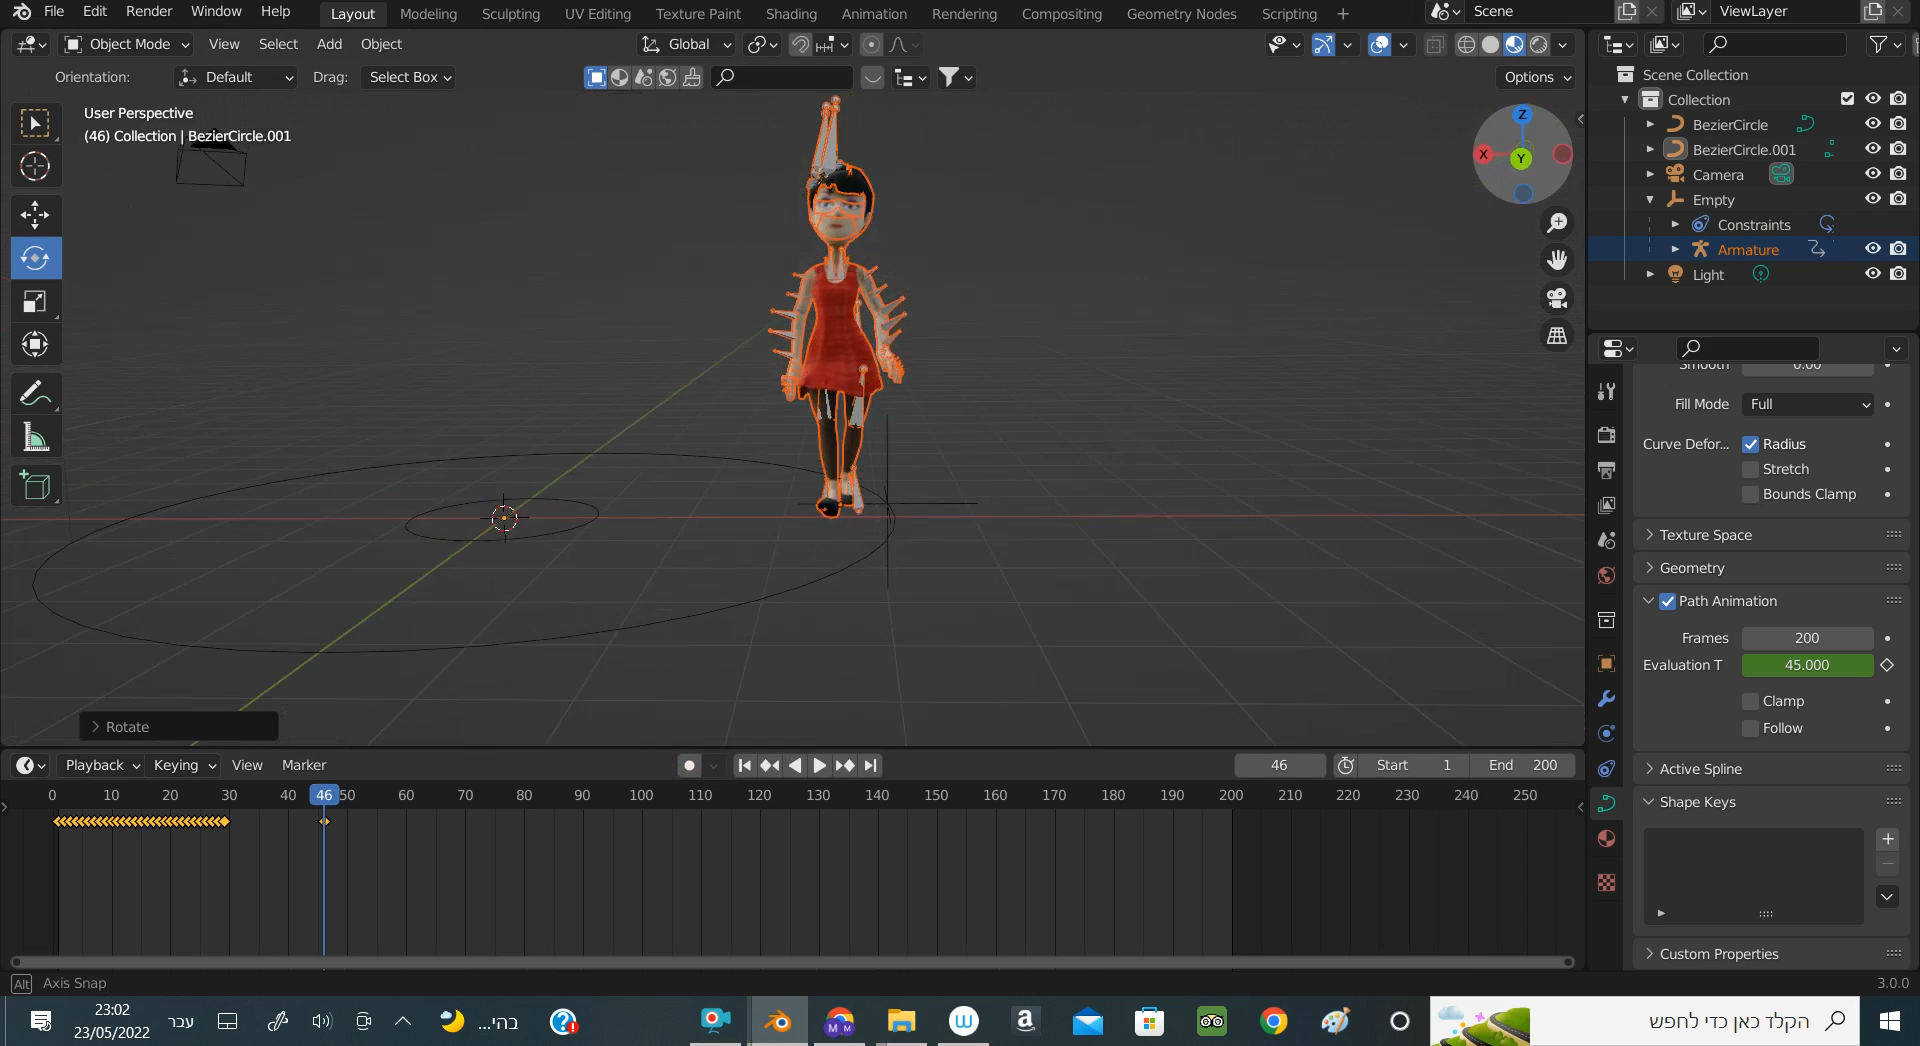 File Edit Render Window Help Layout Modeling Sculpting UV Editing Texture Paint Shading Animation Rendering Compositing Geometry Nodes Scripting + Scene ViewLayer
Object Mode View Select Add Object Global
Orientation: Default Drag: Select Box Options
User Perspective
(46) Collection | BezierCircle.001
Z
X
Y
Rotate
Scene Collection
Collection
BezierCircle
BezierCircle.001
Camera
Empty
Constraints
Armature
Light
Smooth 0.00
Fill Mode Full
Curve Defor... Radius
Stretch
Bounds Clamp
Texture Space
Geometry
Path Animation
Frames 200
Evaluation T 45.000
Clamp
Follow
Active Spline
Shape Keys
Custom Properties
Playback Keying View Marker 46 Start 1 End 200
0 10 20 30 40 46 50 60 70 80 90 100 110 120 130 140 150 160 170 180 190 200 210 220 230 240 250
Alt Axis Snap 3.0.0
23:02
23/05/2022
עבר
בהי...
הקלד כאן כדי לחפש